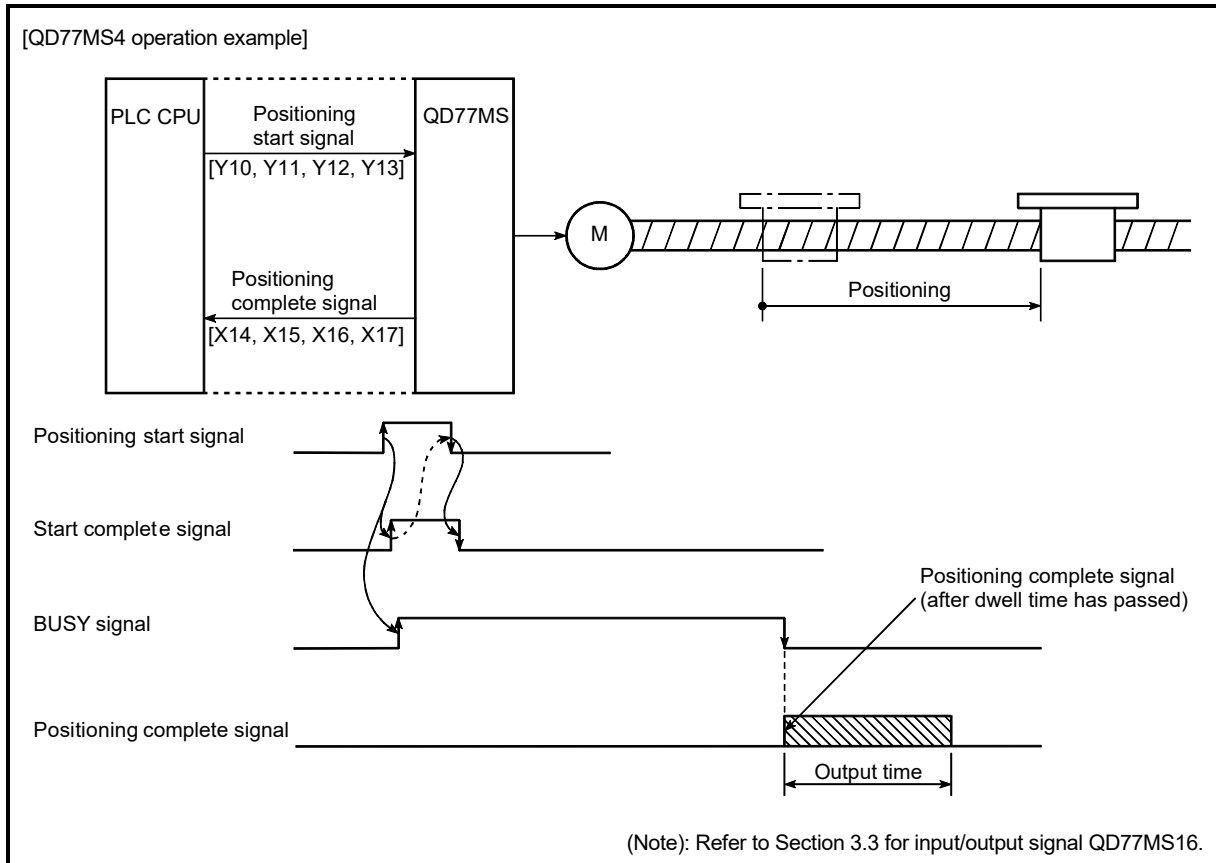 [QD77MS4 operation example]
PLC CPU
Positioning
start signal
[Y10, Y11, Y12, Y13]
QD77MS
M
Positioning
complete signal
[X14, X15, X16, X17]
Positioning
Positioning start signal
Start complete signal
BUSY signal
Positioning complete signal
(after dwell time has passed)
Positioning complete signal
Output time
(Note): Refer to Section 3.3 for input/output signal QD77MS16.